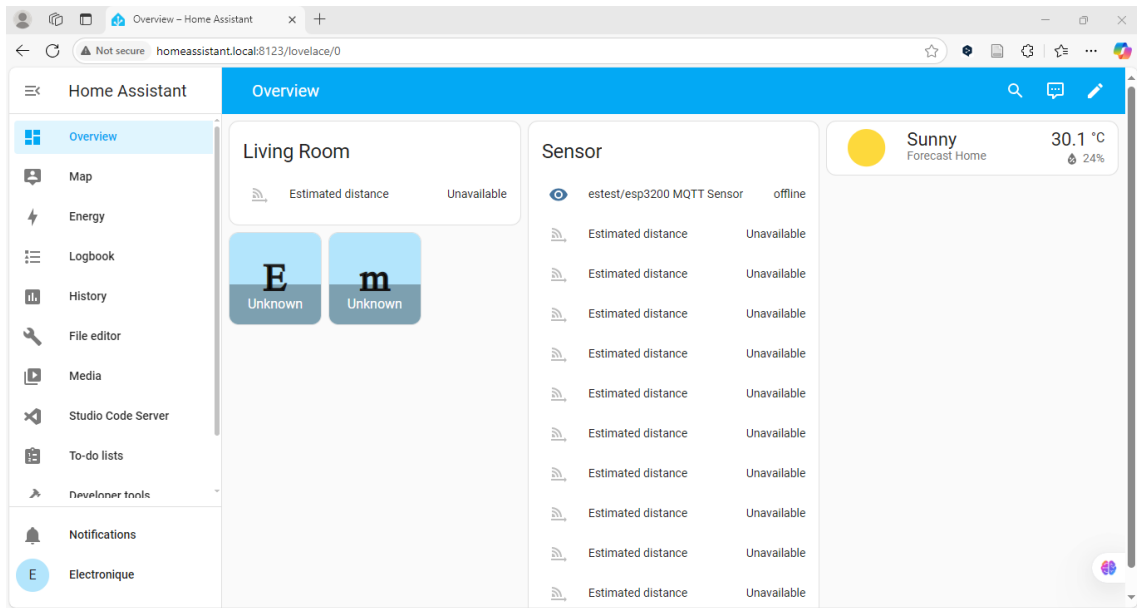 Overview – Home Assistant
Not secure homeassistant.local:8123/lovelace/0
Home Assistant
Overview
Map
Energy
Logbook
History
File editor
Media
Studio Code Server
To-do lists
Developer tools
Notifications
E Electronique
Overview
Living Room
Estimated distance Unavailable
E
Unknown
m
Unknown
Sensor
estest/esp3200 MQTT Sensor offline
Estimated distance Unavailable
Estimated distance Unavailable
Estimated distance Unavailable
Estimated distance Unavailable
Estimated distance Unavailable
Estimated distance Unavailable
Estimated distance Unavailable
Estimated distance Unavailable
Estimated distance Unavailable
Estimated distance Unavailable
Sunny 30.1 °C
Forecast Home 24%